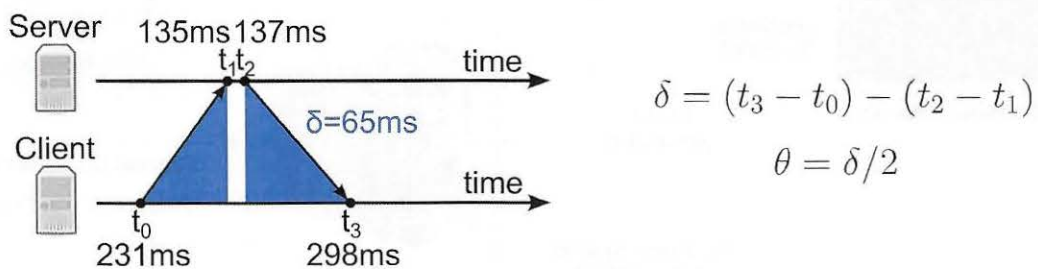 Server
135ms 137ms
t1 t2
time
δ=65ms
Client
time
t0
t3
231ms
298ms
δ = (t3 − t0) − (t2 − t1)
θ = δ/2